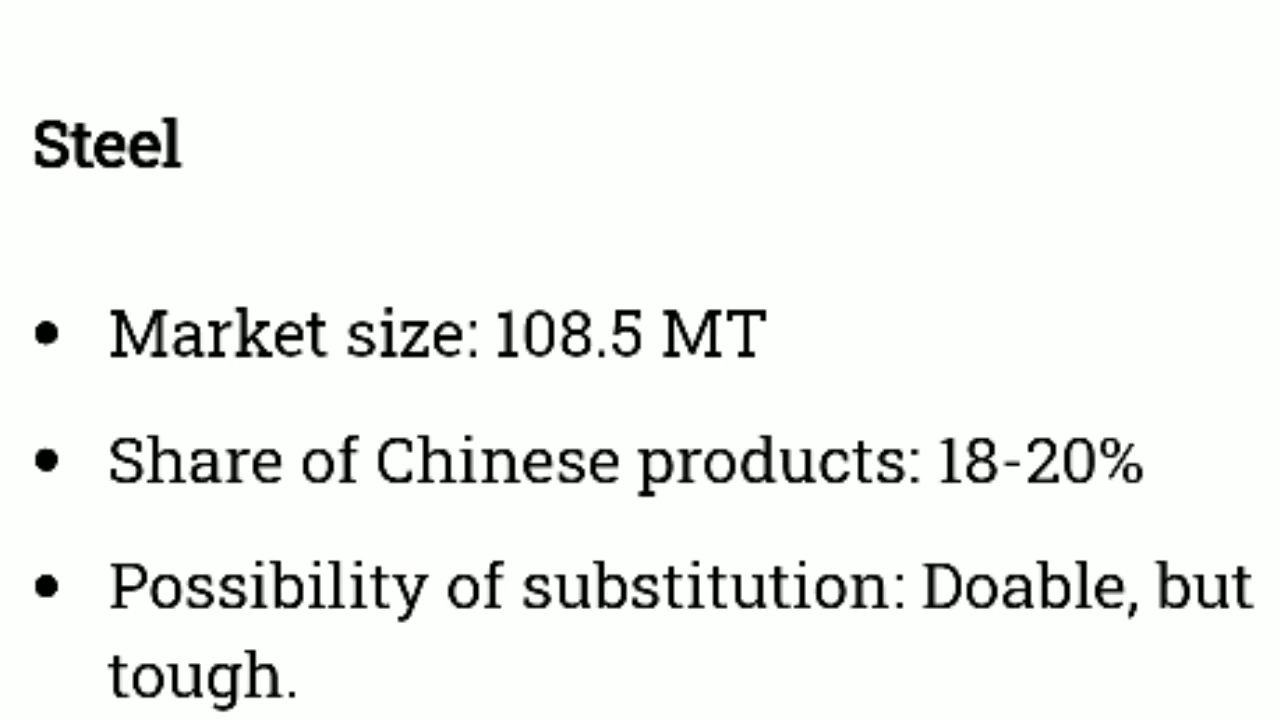 Steel
• Market size: 108.5 MT
• Share of Chinese products: 18-20%
• Possibility of substitution: Doable, but
tough.